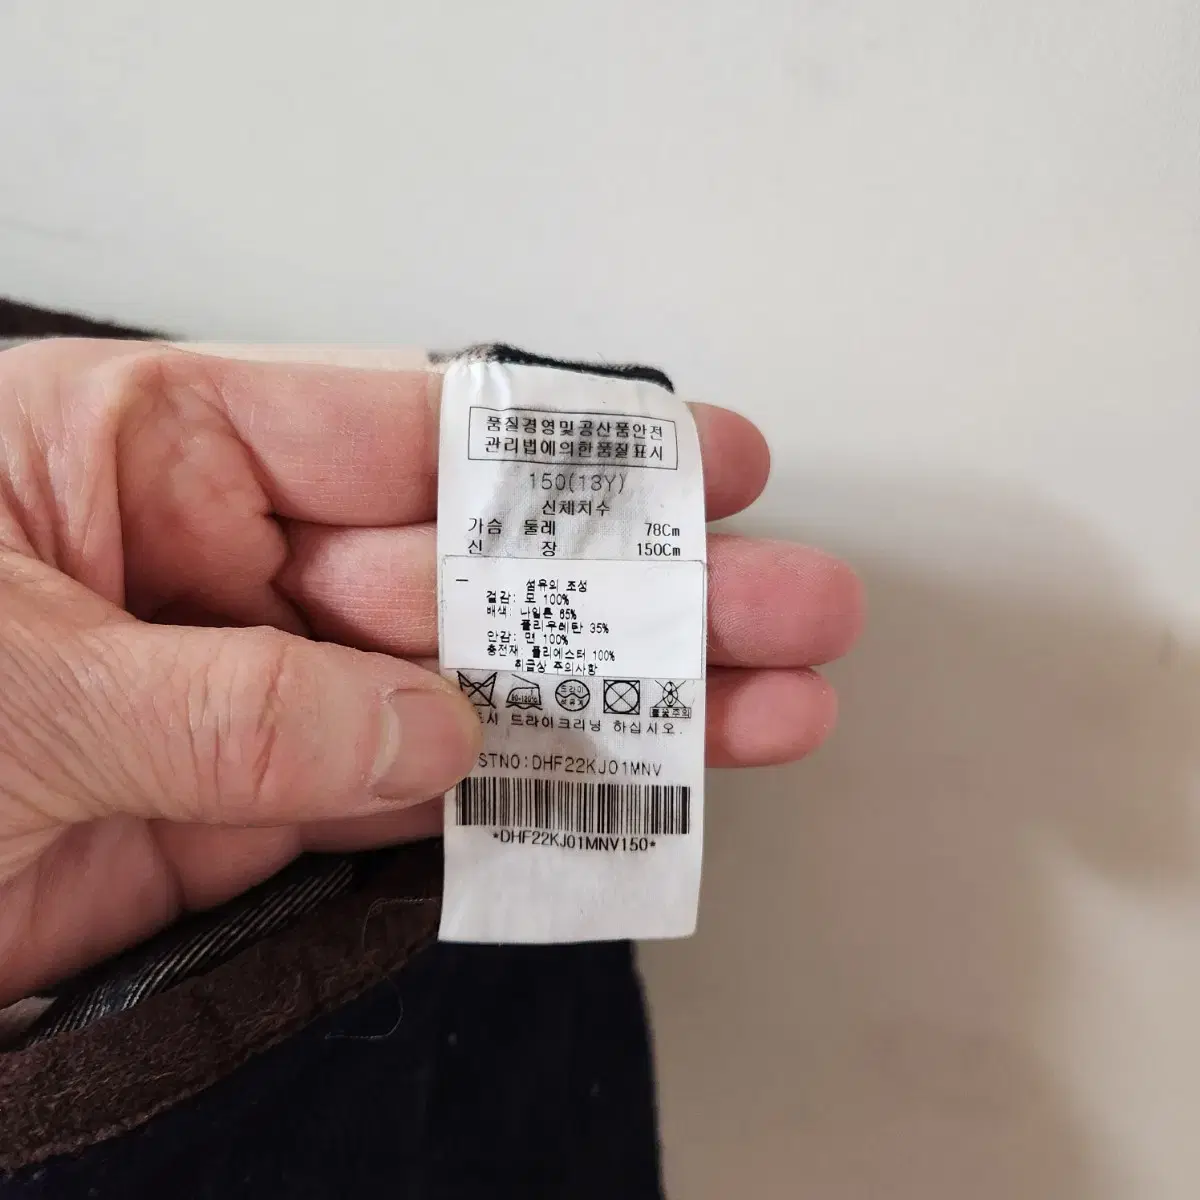 품질경영및공산품안전
관리법에의한품질표시
150(13Y)
신체치수
가슴 둘레 78Cm
신 장 150Cm
섬유의 조성
겉감: 모 100%
배색: 나일론 65%
폴리우레탄 35%
안감: 면 100%
충전재: 폴리에스터 100%
취급상 주의사항
드라이
드라이크리닝 하십시오.
STNO:DHF22KJ01MNV
*DHF22KJ01MNV150*